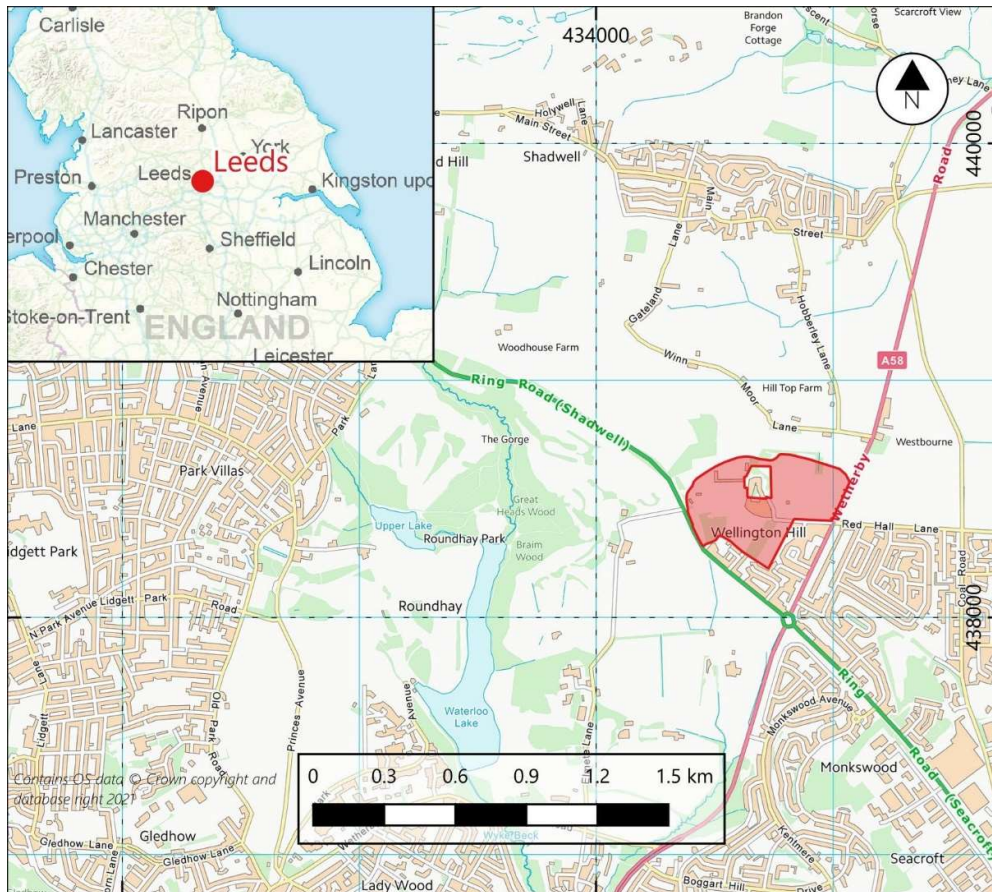 Carlisle
Ripon
Lancaster
York
Leeds
Leeds
Preston
Kingston upo
Manchester
erpool
Sheffield
Chester
Lincoln
Nottingham
Stoke-on-Trent
ENGLAND
Leicester
434000
Brandon
Forge
Cottage
Scarcroft View
ney Lane
N
Holywell
Lane
Main Street
Shadwell
d Hill
Road
440000
Main
Street
Gateland
Lane
Hobberley Lane
Woodhouse Farm
Winn
Moor
Lane
Hill Top Farm
A58
Westbourne
Ring Road (Shadwell)
Lane
Avenue
Park
The Gorge
Park Villas
Great
Heads Wood
Upper Lake
Roundhay Park
Braim
Wood
Wetherby
Red Hall Lane
Wellington Hill
Coal Road
idgett Park
N Park Avenue
Lidgett Park
Road
Roundhay
438000
Lidgett
Lane
Old Park Road
Princes Avenue
Avenue
Waterloo
Lake
Monkswood Avenue
Ring Road (Seacroft)
Monkswood
Contains OS data © Crown copyright and
database right 2021
0 0.3 0.6 0.9 1.2 1.5 km
Wyke Beck
Gledhow
Gledhow Lane
Lady Wood
Kentmere
Boggart Hill
Seacroft